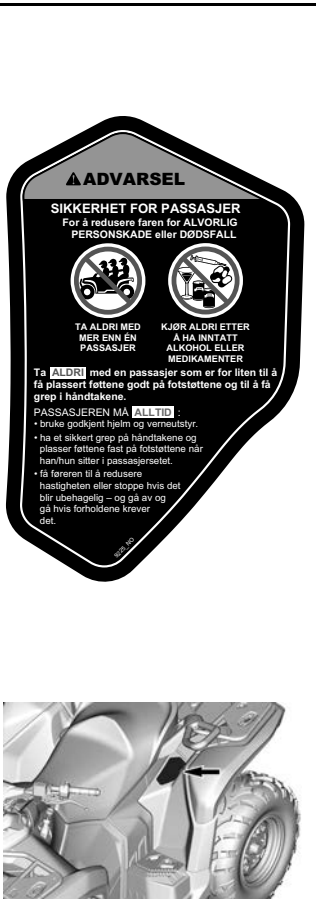 ADVARSEL
SIKKERHET FOR PASSASJER
For å redusere faren for ALVORLIG
PERSONSKADE eller DØDSFALL
TA ALDRI MED
MER ENN ÉN
PASSASJER
KJØR ALDRI ETTER
Å HA INNTATT
ALKOHOL ELLER
MEDIKAMENTER
Ta ALDRI med en passasjer som er for liten til å
få plassert føttene godt på fotstøttene og til å få
grep i håndtakene.
PASSASJEREN MÅ ALLTID :
• bruke godkjent hjelm og verneutstyr.
• ha et sikkert grep på håndtakene og
plasser føttene fast på fotstøttene når
han/hun sitter i passasjersetet.
• få føreren til å redusere
hastigheten eller stoppe hvis det
blir ubehagelig – og gå av og
gå hvis forholdene krever
det.